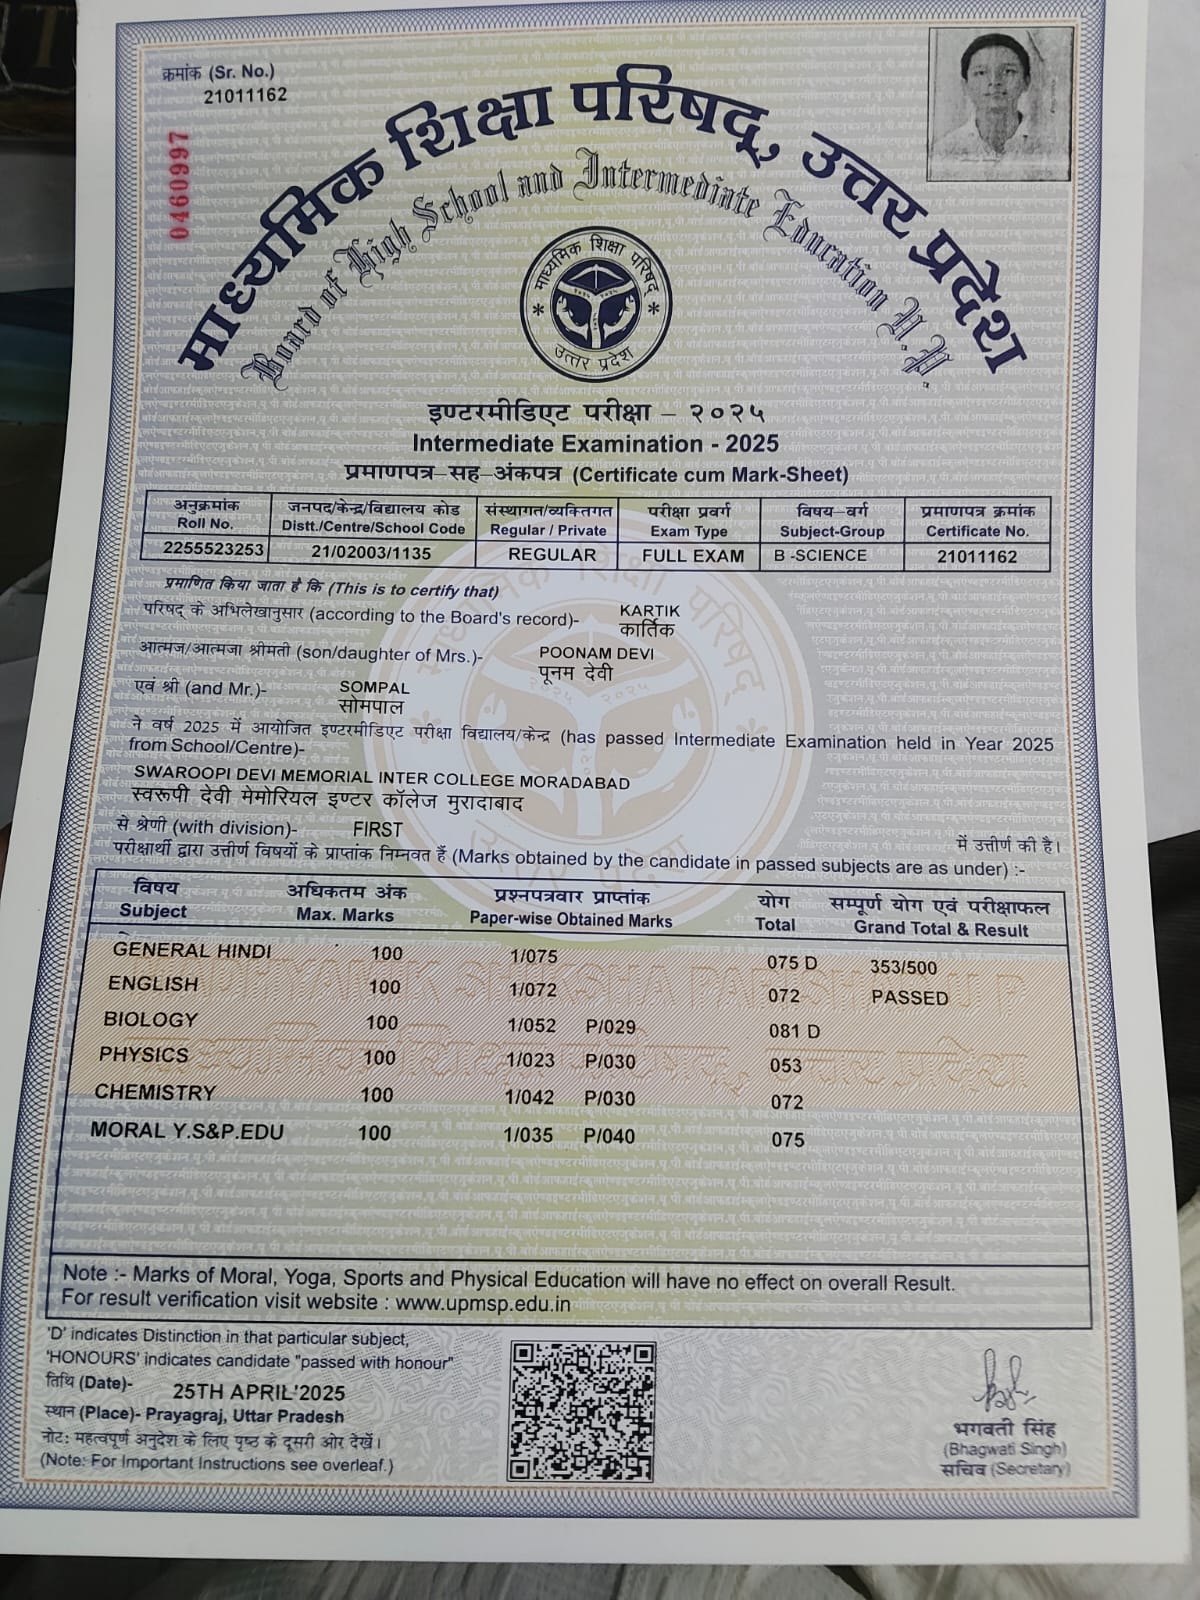 क्रमांक (Sr. No.)
21011162
0460997
माध्यमिक शिक्षा परिषद्, उत्तर प्रदेश
Board of High School and Intermediate Education U.P.
माध्यमिक शिक्षा परिषद्
उत्तर प्रदेश
इण्टरमीडिएट परीक्षा – २०२५
Intermediate Examination - 2025
प्रमाणपत्र–सह–अंकपत्र (Certificate cum Mark-Sheet)
अनुक्रमांक जनपद/केन्द्र/विद्यालय कोड संस्थागत/व्यक्तिगत परीक्षा प्रवर्ग विषय–वर्ग प्रमाणपत्र क्रमांक
Roll No. Distt./Centre/School Code Regular / Private Exam Type Subject-Group Certificate No.
2255523253 21/02003/1135 REGULAR FULL EXAM B -SCIENCE 21011162
प्रमाणित किया जाता है कि (This is to certify that)
परिषद् के अभिलेखानुसार (according to the Board's record)- KARTIK
कार्तिक
आत्मज/आत्मजा श्रीमती (son/daughter of Mrs.)- POONAM DEVI
पूनम देवी
एवं श्री (and Mr.)- SOMPAL
सोमपाल
ने वर्ष 2025 में आयोजित इण्टरमीडिएट परीक्षा विद्यालय/केन्द्र (has passed Intermediate Examination held in Year 2025
from School/Centre)-
SWAROOPI DEVI MEMORIAL INTER COLLEGE MORADABAD
स्वरूपी देवी मेमोरियल इण्टर कॉलेज मुरादाबाद
से श्रेणी (with division)- FIRST में उत्तीर्ण की है।
परीक्षार्थी द्वारा उत्तीर्ण विषयों के प्राप्तांक निम्नवत हैं (Marks obtained by the candidate in passed subjects are as under) :-
विषय अधिकतम अंक प्रश्नपत्रवार प्राप्तांक योग सम्पूर्ण योग एवं परीक्षाफल
Subject Max. Marks Paper-wise Obtained Marks Total Grand Total & Result
GENERAL HINDI 100 1/075 075 D 353/500
ENGLISH 100 1/072 072 PASSED
BIOLOGY 100 1/052 P/029 081 D
PHYSICS 100 1/023 P/030 053
CHEMISTRY 100 1/042 P/030 072
MORAL Y.S&P.EDU 100 1/035 P/040 075
Note :- Marks of Moral, Yoga, Sports and Physical Education will have no effect on overall Result.
For result verification visit website : www.upmsp.edu.in
'D' indicates Distinction in that particular subject,
'HONOURS' indicates candidate "passed with honour"
तिथि (Date)- 25TH APRIL'2025
स्थान (Place)- Prayagraj, Uttar Pradesh
नोट: महत्वपूर्ण अनुदेश के लिए पृष्ठ के दूसरी ओर देखें।
(Note: For Important Instructions see overleaf.)
भगवती सिंह
(Bhagwati Singh)
सचिव (Secretary)